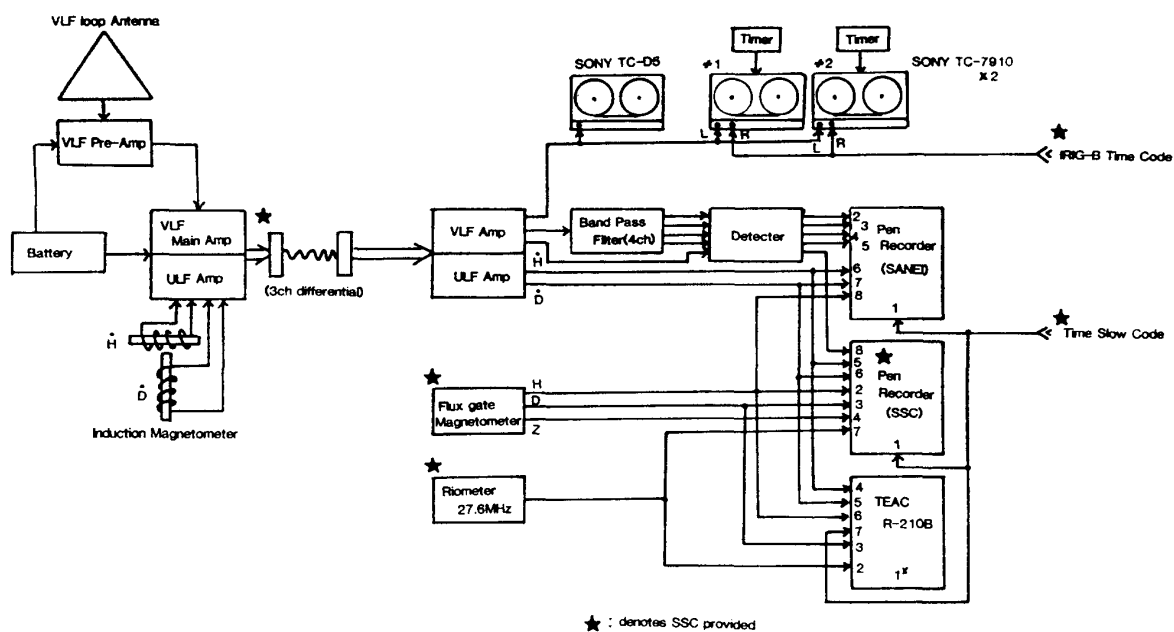 VLF loop Antenna
VLF Pre-Amp
Battery
VLF
Main Amp
ULF Amp
★
(3ch differential)
Ḣ
Ḋ
Induction Magnetometer
SONY TC-D5
Timer
Timer
#1
#2
SONY TC-7910
x 2
L
R
L
R
★
IRIG-B Time Code
VLF Amp
ULF Amp
Ḣ
Ḋ
Band Pass
Filter(4ch)
Detecter
2
3
4
5
6
7
8
1
Pen
Recorder
(SANEI)
★
Time Slow Code
8
5
6
2
3
4
7
1
★
Pen
Recorder
(SSC)
★
Flux gate
Magnetometer
H
D
Z
★
Riometer
27.6MHz
4
5
6
7
3
2
1*
TEAC
R-210B
★ : denotes SSC provided